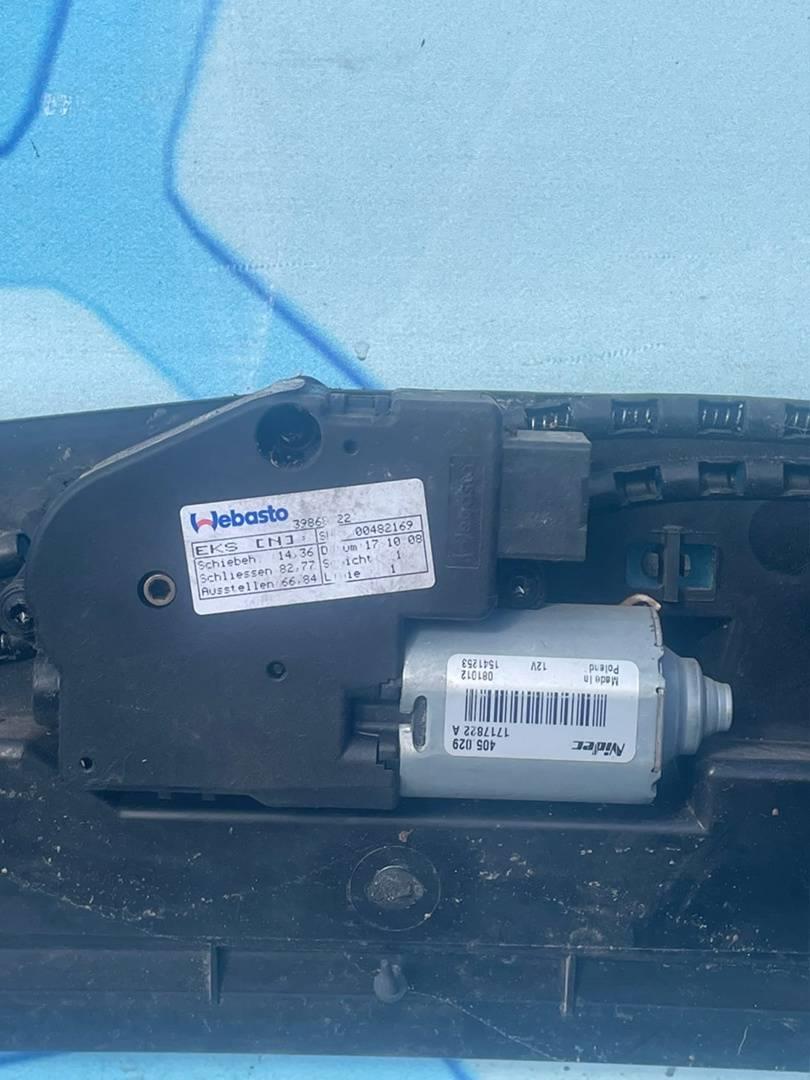 Webasto
EKS [N]
00482169
Schieben 14,36
17 10 08
Schliessen 82,77
1
Ausstellen 66,84
1
Nidec
405.029
1717822 A
081012
12V
Made In
1541253
Poland